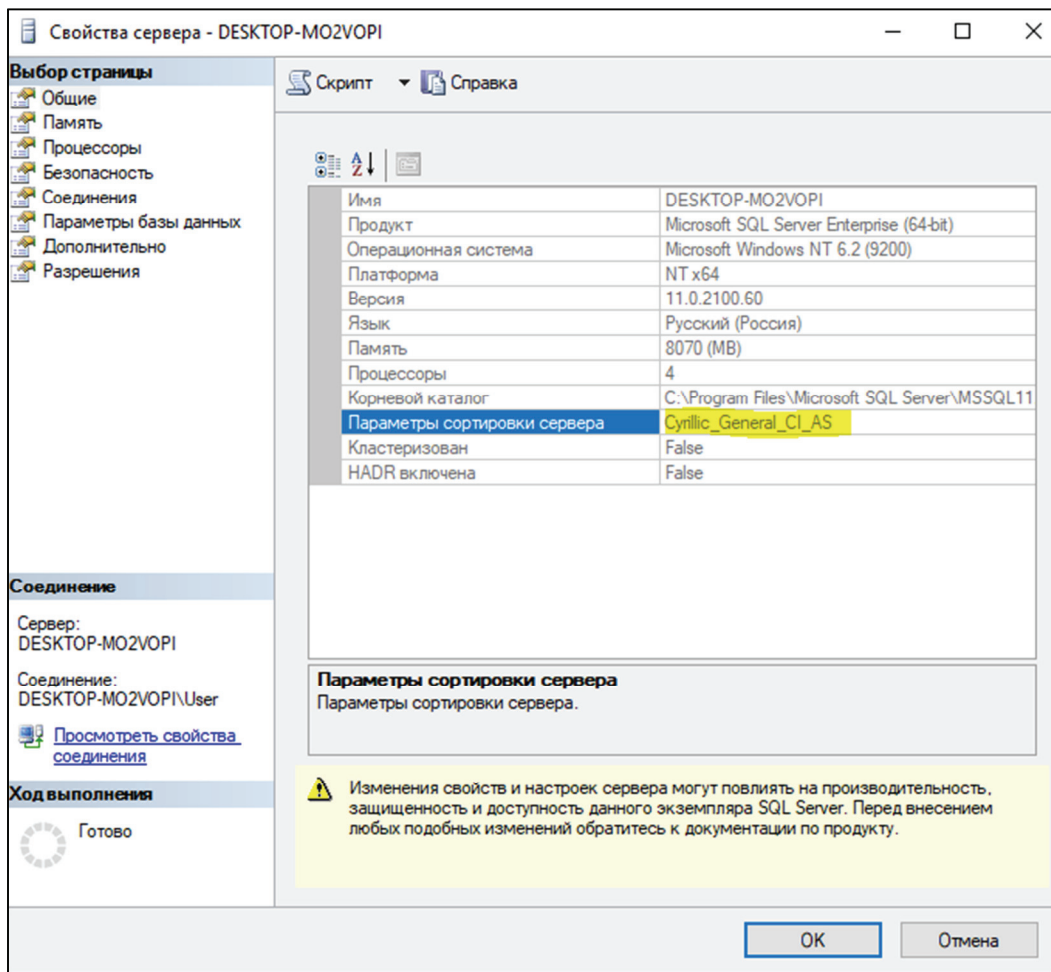 Свойства сервера - DESKTOP-MO2VOPI
Выбор страницы
Общие
Память
Процессоры
Безопасность
Соединения
Параметры базы данных
Дополнительно
Разрешения
Скрипт
Справка
Имя DESKTOP-MO2VOPI
Продукт Microsoft SQL Server Enterprise (64-bit)
Операционная система Microsoft Windows NT 6.2 (9200)
Платформа NT x64
Версия 11.0.2100.60
Язык Русский (Россия)
Память 8070 (MB)
Процессоры 4
Корневой каталог C:\Program Files\Microsoft SQL Server\MSSQL11
Параметры сортировки сервера Cyrillic_General_CI_AS
Кластеризован False
HADR включена False
Соединение
Сервер:
DESKTOP-MO2VOPI
Соединение:
DESKTOP-MO2VOPI\User
Просмотреть свойства
соединения
Ход выполнения
Готово
Параметры сортировки сервера
Параметры сортировки сервера.
Изменения свойств и настроек сервера могут повлиять на производительность,
защищенность и доступность данного экземпляра SQL Server. Перед внесением
любых подобных изменений обратитесь к документации по продукту.
OK
Отмена